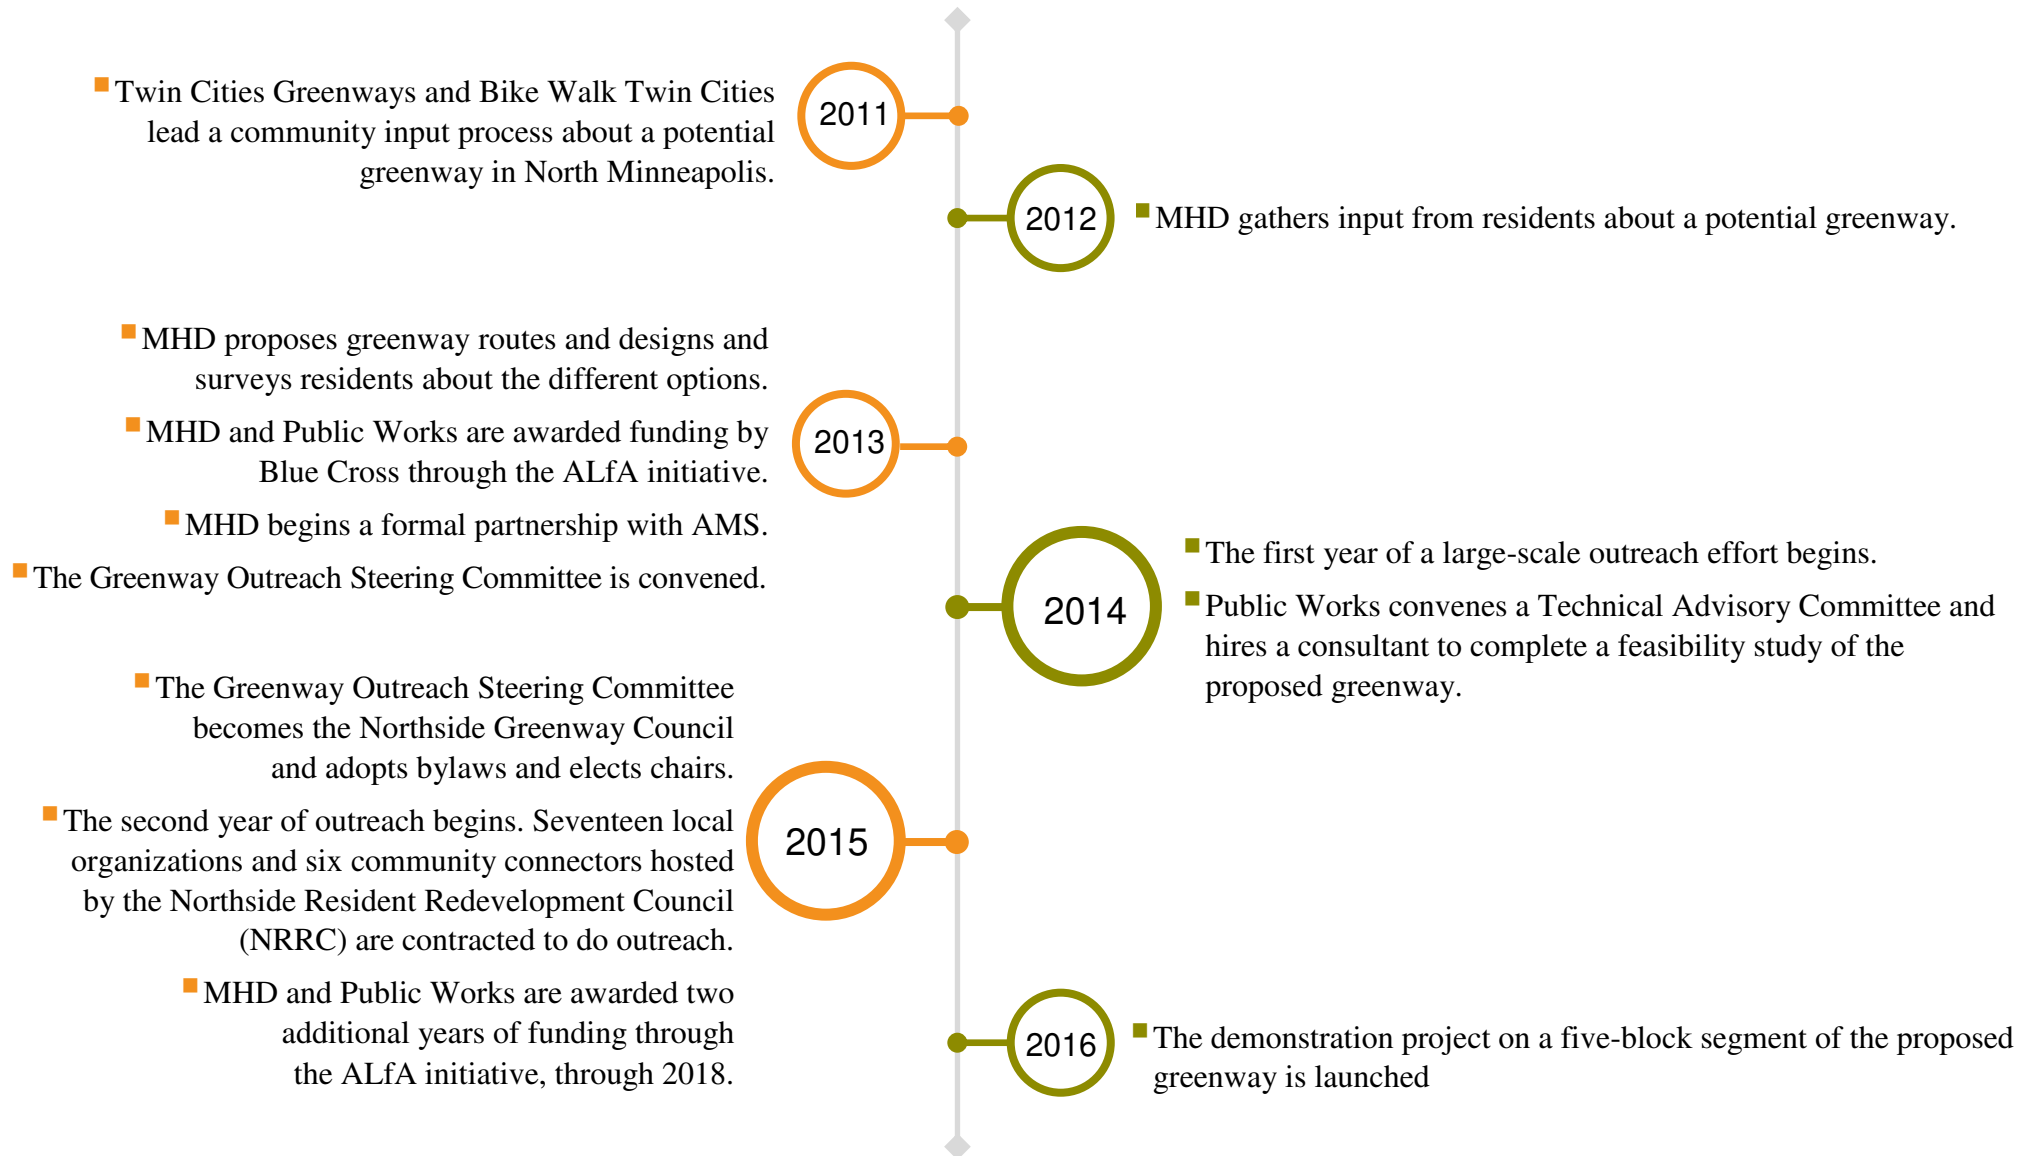 2011
■ Twin Cities Greenways and Bike Walk Twin Cities
lead a community input process about a potential
greenway in North Minneapolis.
2012
■ MHD gathers input from residents about a potential greenway.
2013
■ MHD proposes greenway routes and designs and
surveys residents about the different options.
■ MHD and Public Works are awarded funding by
Blue Cross through the ALfA initiative.
■ MHD begins a formal partnership with AMS.
■ The Greenway Outreach Steering Committee is convened.
2014
■ The first year of a large-scale outreach effort begins.
■ Public Works convenes a Technical Advisory Committee and
hires a consultant to complete a feasibility study of the
proposed greenway.
2015
■ The Greenway Outreach Steering Committee
becomes the Northside Greenway Council
and adopts bylaws and elects chairs.
■ The second year of outreach begins. Seventeen local
organizations and six community connectors hosted
by the Northside Resident Redevelopment Council
(NRRC) are contracted to do outreach.
■ MHD and Public Works are awarded two
additional years of funding through
the ALfA initiative, through 2018.
2016
■ The demonstration project on a five-block segment of the proposed
greenway is launched